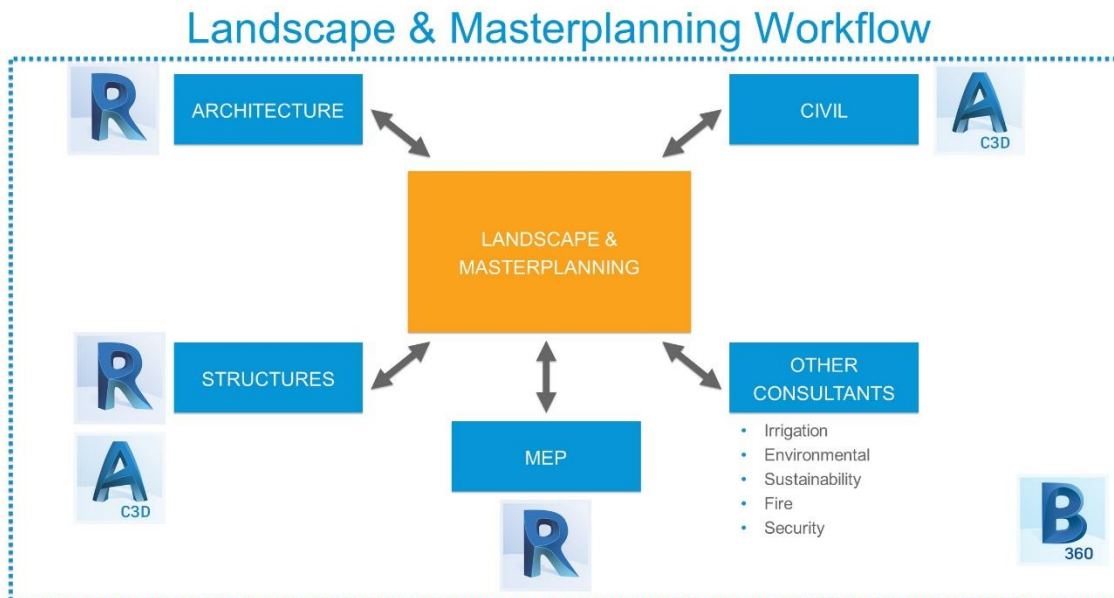 Landscape & Masterplanning Workflow
R
ARCHITECTURE
CIVIL
A
C3D
LANDSCAPE &
MASTERPLANNING
R
STRUCTURES
OTHER
CONSULTANTS
A
C3D
MEP
R
• Irrigation
• Environmental
• Sustainability
• Fire
• Security
B
360